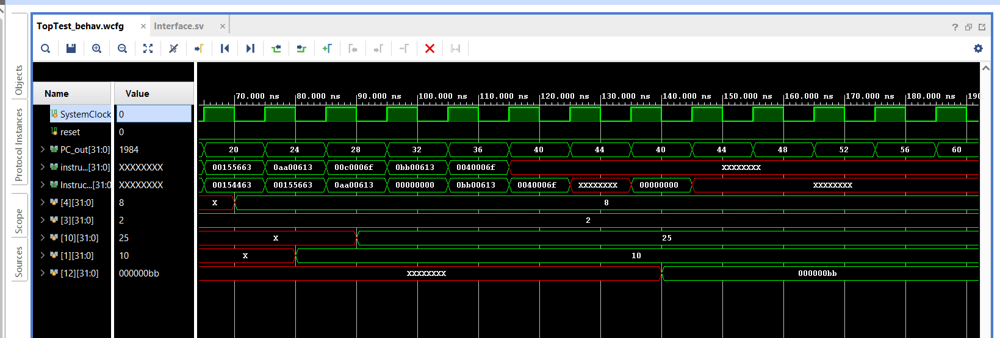 TopTest_behav.wcfg × Interface.sv ×
?
Objects
Protocol Instances
Scope
Sources
Name Value
70.000 ns 80.000 ns 90.000 ns 100.000 ns 110.000 ns 120.000 ns 130.000 ns 140.000 ns 150.000 ns 160.000 ns 170.000 ns 180.000 ns 190
SystemClock 0
reset 0
PC_out[31:0] 1984 20 24 28 32 36 40 44 40 44 48 52 56 60
instru...[31:0] XXXXXXXX 00155663 0aa00613 00c0006f 0bb00613 0040006f XXXXXXXX
Instruc...[31:0 XXXXXXXX 00154463 00155663 0aa00613 00000000 0bb00613 0040006f XXXXXXXX 00000000 XXXXXXXX
[4][31:0] 8 X 8
[3][31:0] 2 2
[10][31:0] 25 X 25
[1][31:0] 10 X 10
[12][31:0] 000000bb XXXXXXXX 000000bb